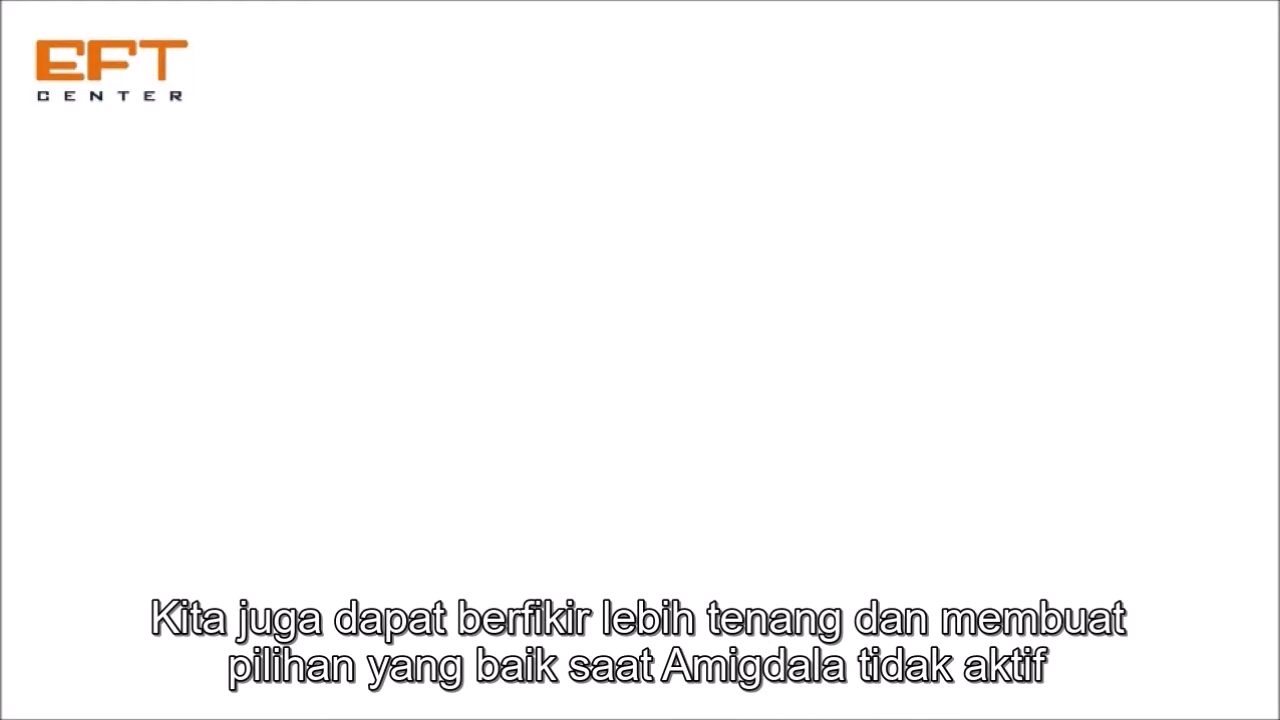 EFT
CENTER
Kita juga dapat berfikir lebih tenang dan membuat
pilihan yang baik saat Amigdala tidak aktif